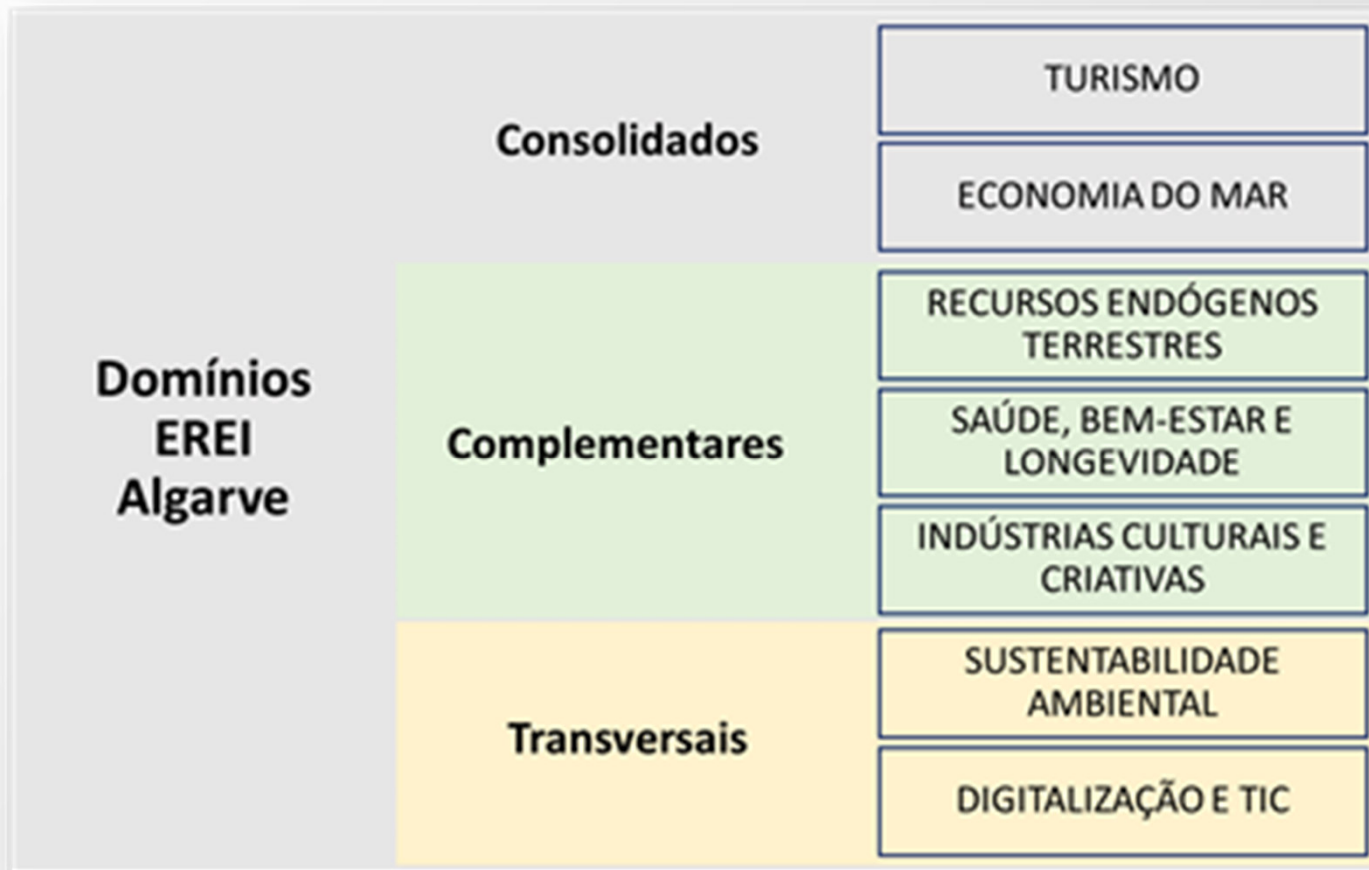 Domínios
EREI
Algarve
Consolidados
TURISMO
ECONOMIA DO MAR
Complementares
RECURSOS ENDÓGENOS
TERRESTRES
SAÚDE, BEM-ESTAR E
LONGEVIDADE
INDÚSTRIAS CULTURAIS E
CRIATIVAS
Transversais
SUSTENTABILIDADE
AMBIENTAL
DIGITALIZAÇÃO E TIC